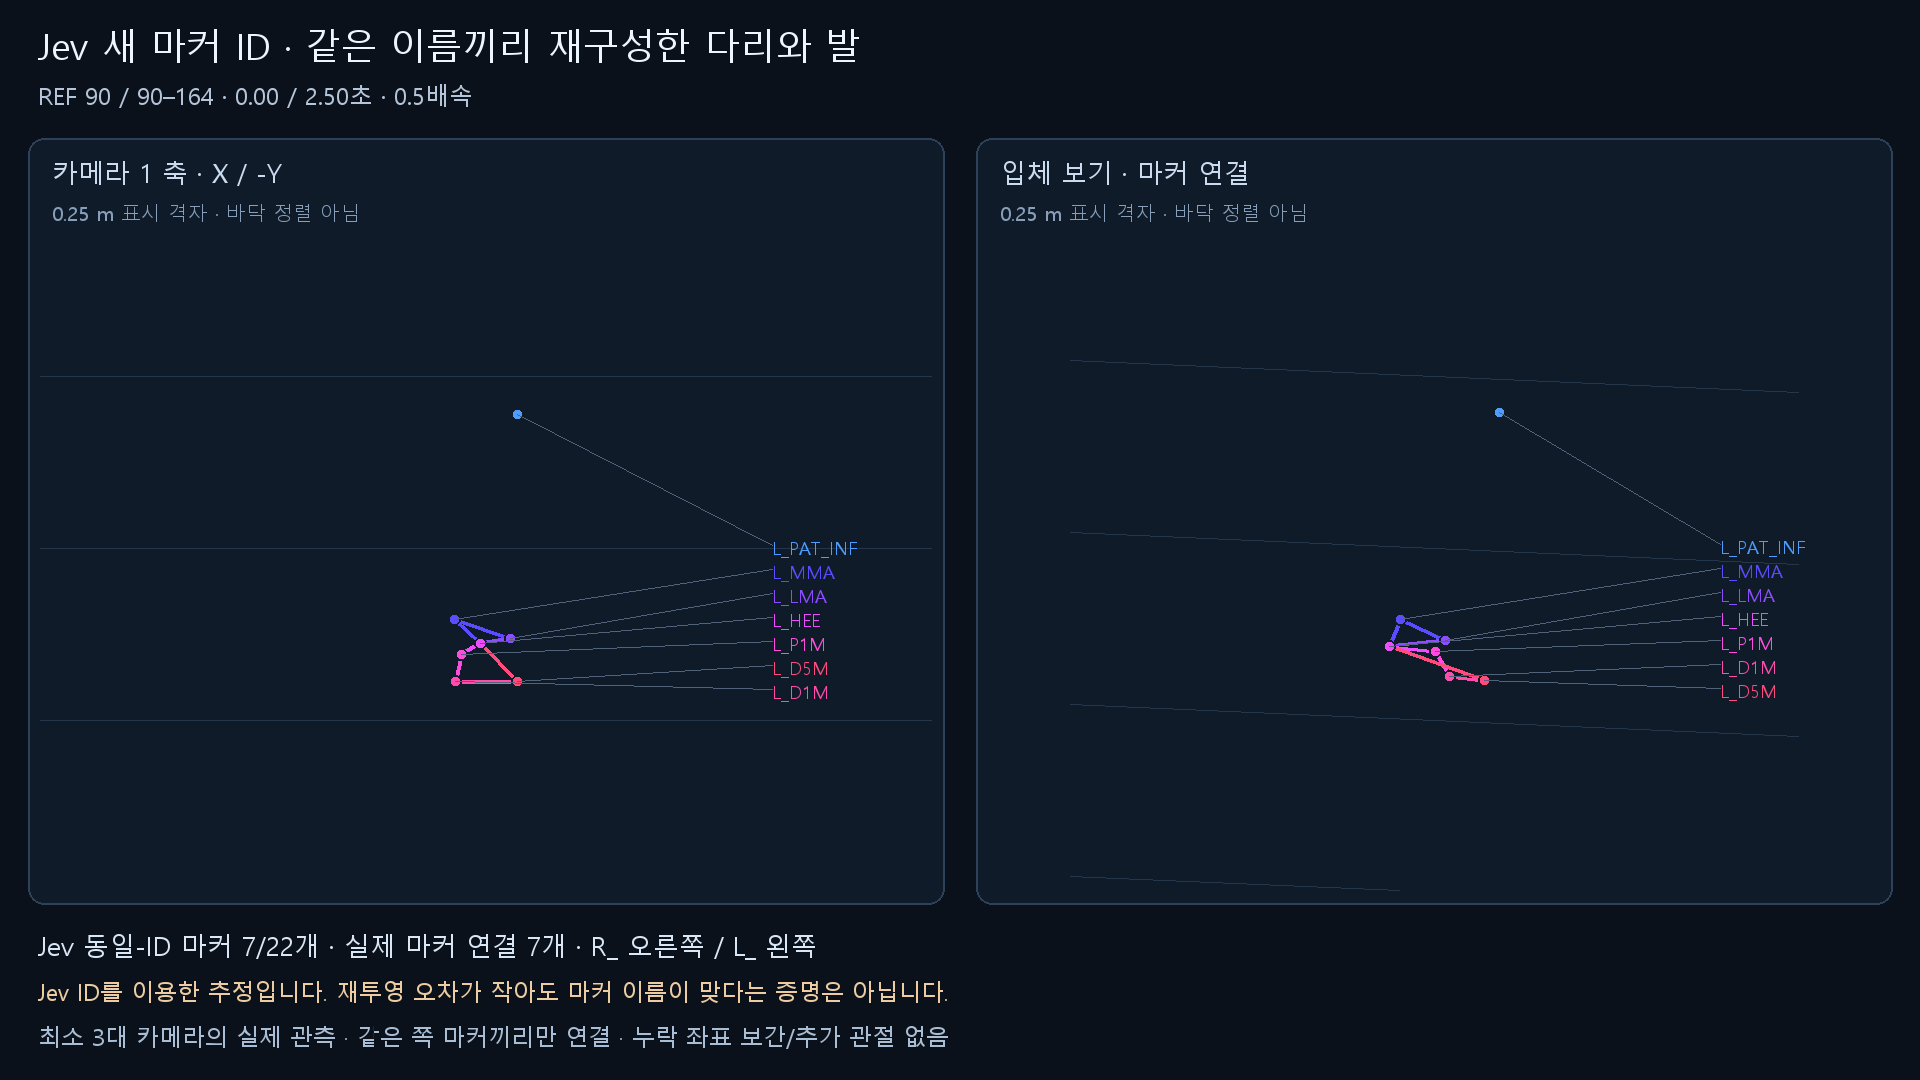 Jev 새 마커 ID · 같은 이름끼리 재구성한 다리와 발
REF 90 / 90–164 · 0.00 / 2.50초 · 0.5배속
카메라 1 축 · X / -Y
0.25 m 표시 격자 · 바닥 정렬 아님
L_PAT_INF
L_MMA
L_LMA
L_HEE
L_P1M
L_D5M
L_D1M
입체 보기 · 마커 연결
0.25 m 표시 격자 · 바닥 정렬 아님
L_PAT_INF
L_MMA
L_LMA
L_HEE
L_P1M
L_D1M
L_D5M
Jev 동일-ID 마커 7/22개 · 실제 마커 연결 7개 · R_ 오른쪽 / L_ 왼쪽
Jev ID를 이용한 추정입니다. 재투영 오차가 작아도 마커 이름이 맞다는 증명은 아닙니다.
최소 3대 카메라의 실제 관측 · 같은 쪽 마커끼리만 연결 · 누락 좌표 보간/추가 관절 없음